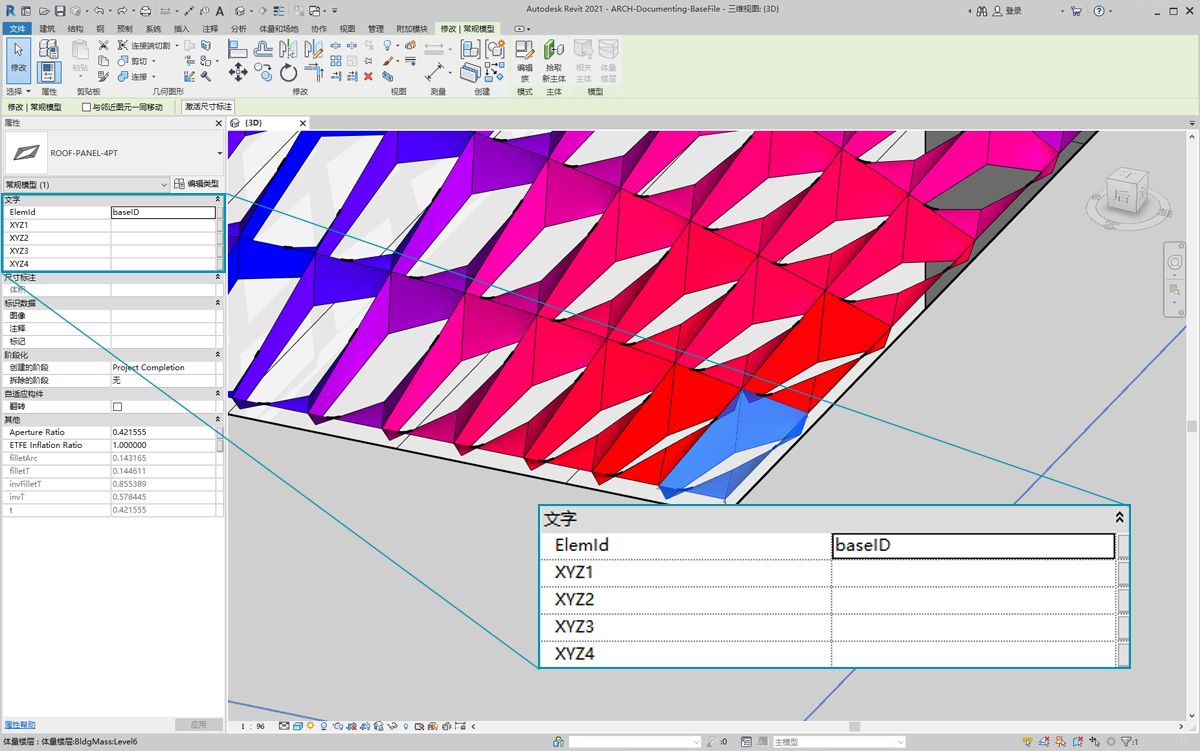 Autodesk Revit 2021 - ARCH-Documenting-BaseFile - 三维视图: {3D}
登录
文件 建筑 结构 钢 预制 系统 插入 注释 分析 体量和场地 协作 视图 管理 附加模块 修改 | 常规模型
修改
粘贴
连接端切割
剪切
连接
编辑族
拾取新主体
相关主体
体量楼层
选择 属性 剪贴板 几何图形 修改 视图 测量 创建 模式 主体 模型
修改 | 常规模型 与邻近图元一同移动 激活尺寸标注
属性
{3D}
ROOF-PANEL-4PT
常规模型 (1) 编辑类型
文字
ElemId baseID
XYZ1
XYZ2
XYZ3
XYZ4
尺寸标注
体积
标识数据
图像
注释
标记
阶段化
创建的阶段 Project Completion
拆除的阶段 无
自适应构件
翻转
其他
Aperture Ratio 0.421555
ETFE Inflation Ratio 1.000000
filletArc 0.143165
filletT 0.144611
invFilletT 0.855389
invT 0.578445
t 0.421555
后
文字
ElemId baseID
XYZ1
XYZ2
XYZ3
XYZ4
属性帮助 应用
1 : 96
体量楼层 : 体量楼层:BldgMass:Level6
:0
主模型
:1